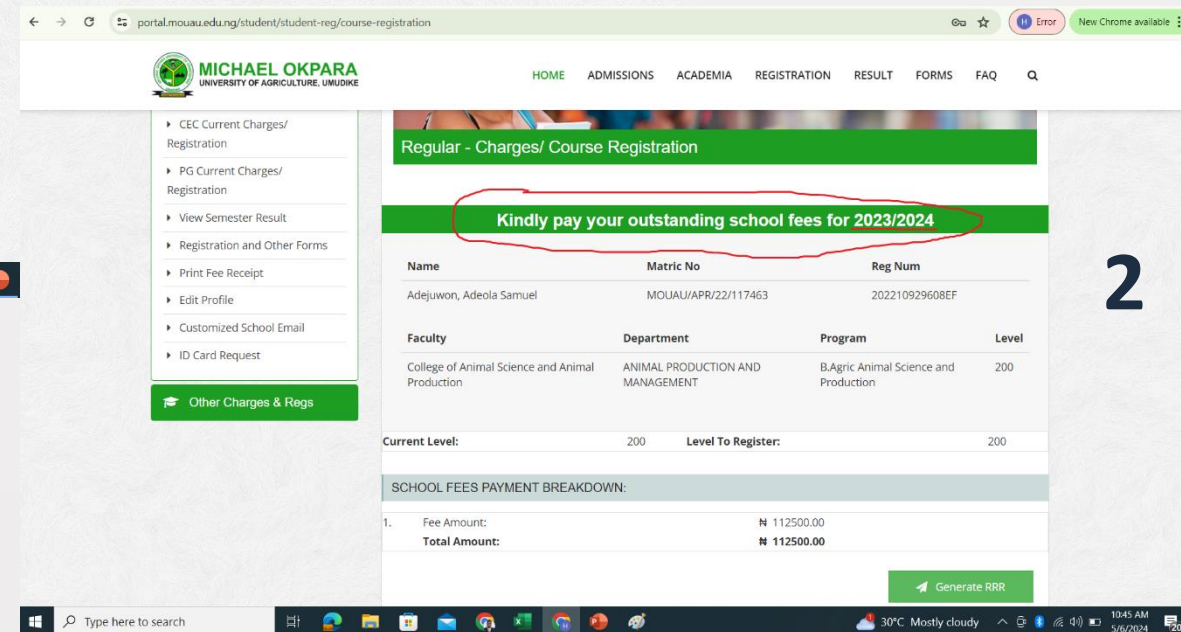 portal.mouau.edu.ng/student/student-reg/course-registration
H Error
New Chrome available
MICHAEL OKPARA
UNIVERSITY OF AGRICULTURE, UMUDIKE
HOME ADMISSIONS ACADEMIA REGISTRATION RESULT FORMS FAQ
CEC Current Charges/
Registration
PG Current Charges/
Registration
View Semester Result
Registration and Other Forms
Print Fee Receipt
Edit Profile
Customized School Email
ID Card Request
Other Charges & Regs
Regular - Charges/ Course Registration
Kindly pay your outstanding school fees for 2023/2024
Name Matric No Reg Num
Adejuwon, Adeola Samuel MOUAU/APR/22/117463 202210929608EF
Faculty Department Program Level
College of Animal Science and Animal ANIMAL PRODUCTION AND B.Agric Animal Science and 200
Production MANAGEMENT Production
Current Level: 200 Level To Register: 200
SCHOOL FEES PAYMENT BREAKDOWN:
1. Fee Amount: ₦ 112500.00
Total Amount: ₦ 112500.00
Generate RRR
2
Type here to search
30°C Mostly cloudy
10:45 AM
5/6/2024
20